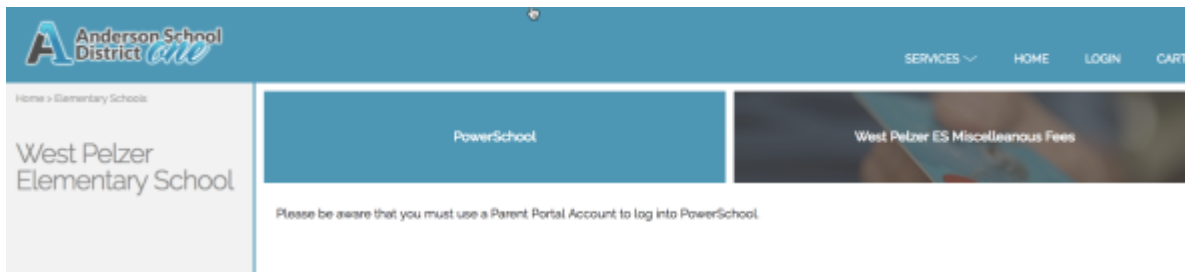 Anderson School
District One
SERVICES HOME LOGIN CART
Home > Elementary Schools
West Pelzer
Elementary School
PowerSchool
West Pelzer ES Miscelleanous Fees
Please be aware that you must use a Parent Portal Account to log into PowerSchool.